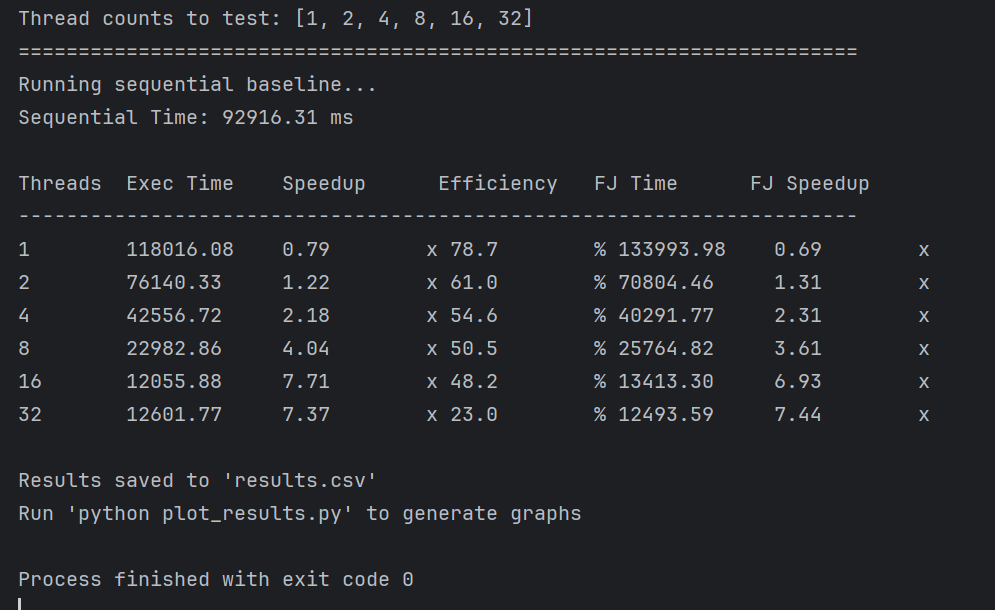 Thread counts to test: [1, 2, 4, 8, 16, 32]
======================================================================
Running sequential baseline...
Sequential Time: 92916.31 ms
Threads  Exec Time    Speedup      Efficiency   FJ Time      FJ Speedup
----------------------------------------------------------------------
1        118016.08    0.79        x 78.7        % 133993.98    0.69        x
2        76140.33     1.22        x 61.0        % 70804.46     1.31        x
4        42556.72     2.18        x 54.6        % 40291.77     2.31        x
8        22982.86     4.04        x 50.5        % 25764.82     3.61        x
16       12055.88     7.71        x 48.2        % 13413.30     6.93        x
32       12601.77     7.37        x 23.0        % 12493.59     7.44        x
Results saved to 'results.csv'
Run 'python plot_results.py' to generate graphs
Process finished with exit code 0